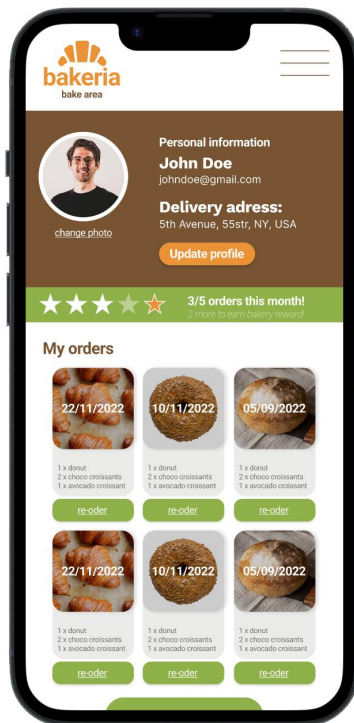 bakeria
bake area
Personal information
John Doe
johndoe@gmail.com
Delivery adress:
5th Avenue, 55str, NY, USA
change photo
Update profile
3/5 orders this month!
2 more to earn bakery reward!
My orders
22/11/2022
10/11/2022
05/09/2022
1 x donut
2 x choco croissants
1 x avocado croissant
1 x donut
2 x choco croissants
1 x avocado croissant
1 x donut
2 x choco croissants
1 x avocado croissant
re-oder
re-oder
re-oder
22/11/2022
10/11/2022
05/09/2022
1 x donut
2 x choco croissants
1 x avocado croissant
1 x donut
2 x choco croissants
1 x avocado croissant
1 x donut
2 x choco croissants
1 x avocado croissant
re-oder
re-oder
re-oder